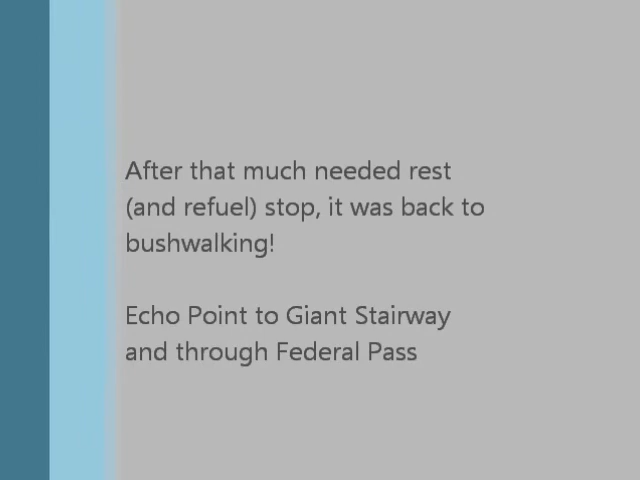 After that much needed rest
(and refuel) stop, it was back to
bushwalking!
Echo Point to Giant Stairway
and through Federal Pass